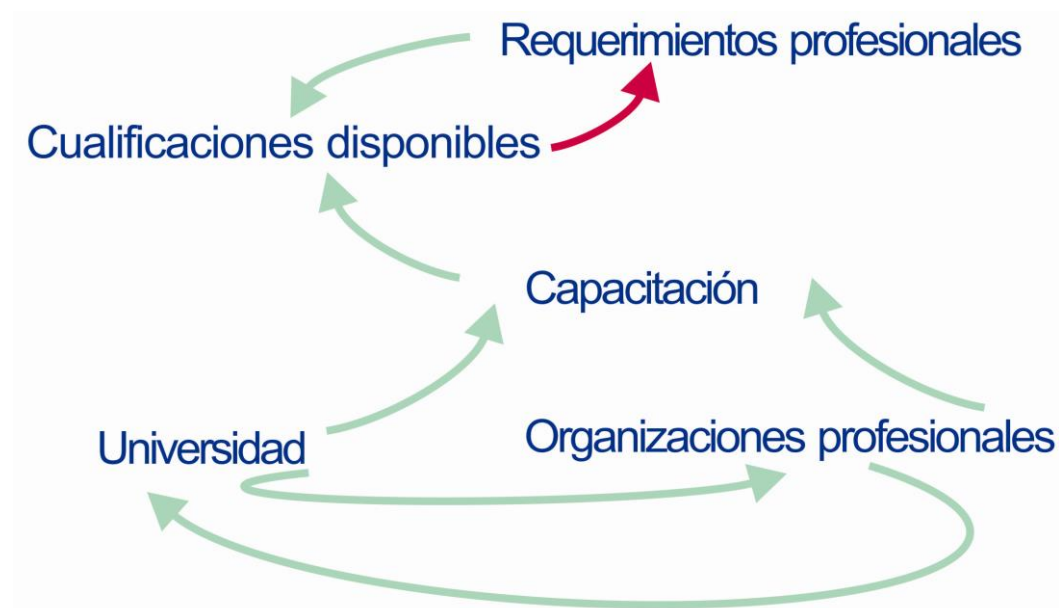 Requerimientos profesionales
Cualificaciones disponibles
Capacitación
Universidad
Organizaciones profesionales